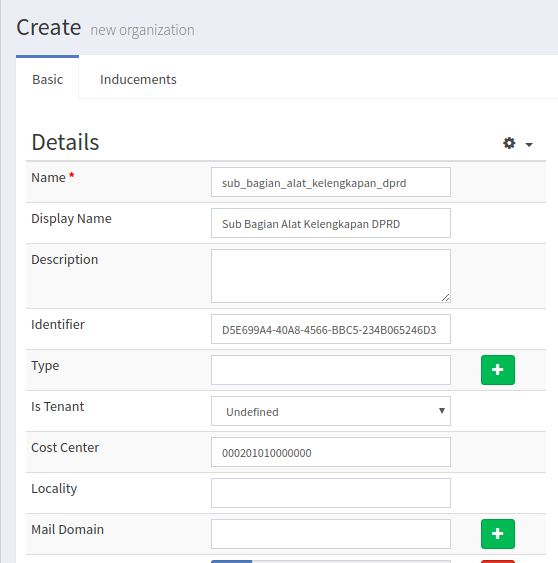 Create new organization
Basic Inducements
Details
Name *
sub_bagian_alat_kelengkapan_dprd
Display Name
Sub Bagian Alat Kelengkapan DPRD
Description
Identifier
D5E699A4-40A8-4566-BBC5-234B065246D3
Type
Is Tenant
Undefined
Cost Center
000201010000000
Locality
Mail Domain